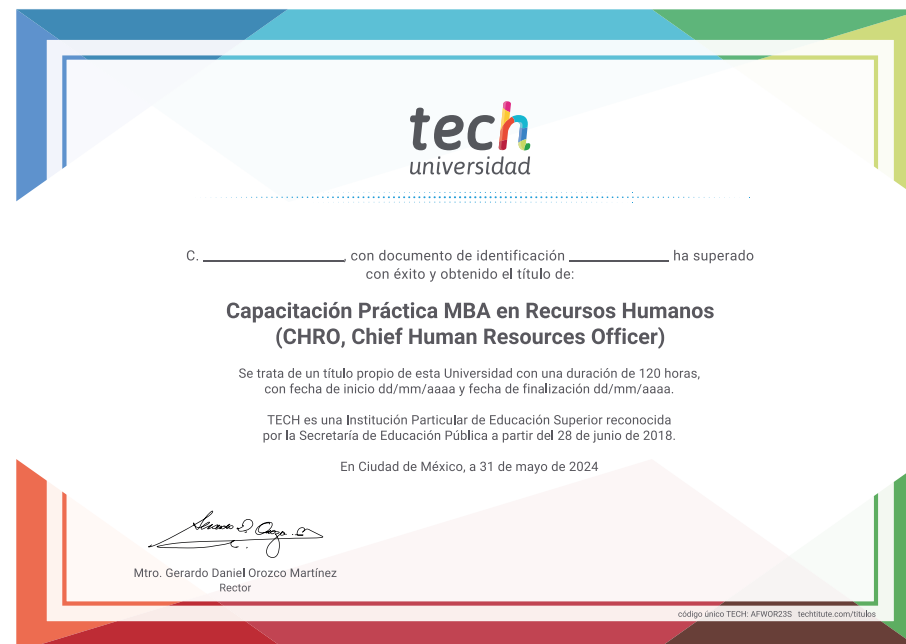 tech
universidad
C. ____________, con documento de identificación ____________ ha superado
con éxito y obtenido el título de:
Capacitación Práctica MBA en Recursos Humanos
(CHRO, Chief Human Resources Officer)
Se trata de un título propio de esta Universidad con una duración de 120 horas,
con fecha de inicio dd/mm/aaaa y fecha de finalización dd/mm/aaaa.
TECH es una Institución Particular de Educación Superior reconocida
por la Secretaría de Educación Pública a partir del 28 de junio de 2018.
En Ciudad de México, a 31 de mayo de 2024
Mtro. Gerardo Daniel Orozco Martínez
Rector
código único TECH: AFWOR23S techtitute.com/titulos